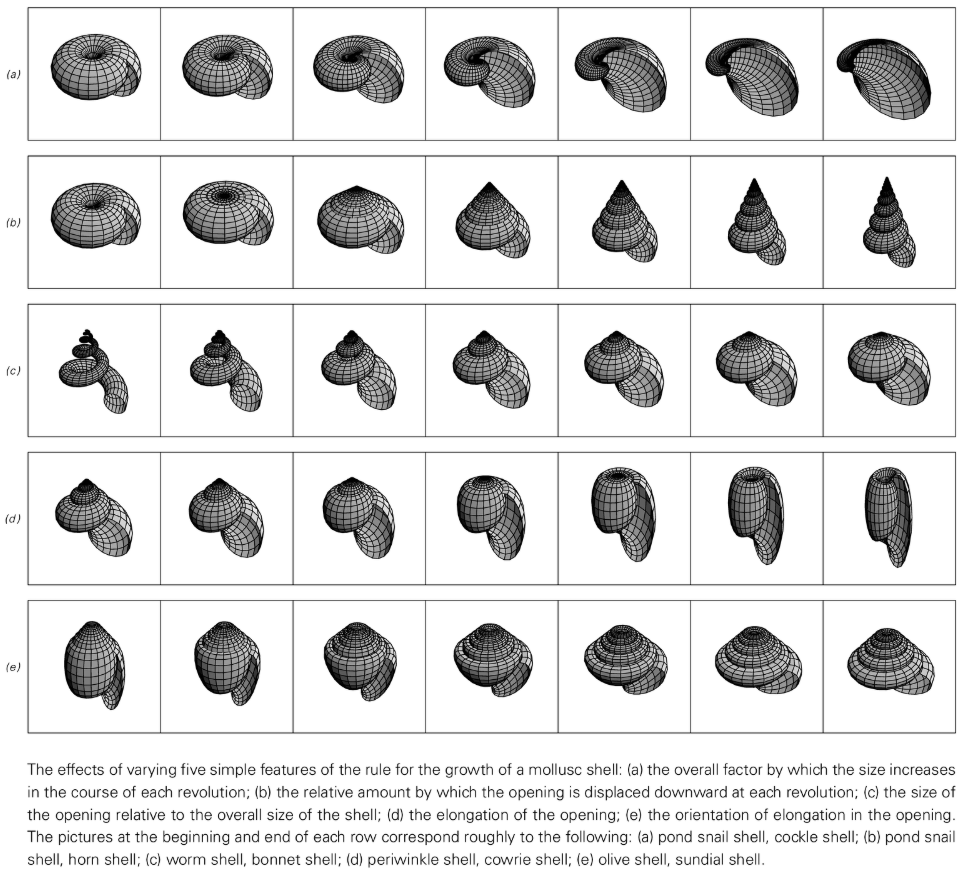 (a)
(b)
(c)
(d)
(e)
The effects of varying five simple features of the rule for the growth of a mollusc shell: (a) the overall factor by which the size increases
in the course of each revolution; (b) the relative amount by which the opening is displaced downward at each revolution; (c) the size of
the opening relative to the overall size of the shell; (d) the elongation of the opening; (e) the orientation of elongation in the opening.
The pictures at the beginning and end of each row correspond roughly to the following: (a) pond snail shell, cockle shell; (b) pond snail
shell, horn shell; (c) worm shell, bonnet shell; (d) periwinkle shell, cowrie shell; (e) olive shell, sundial shell.